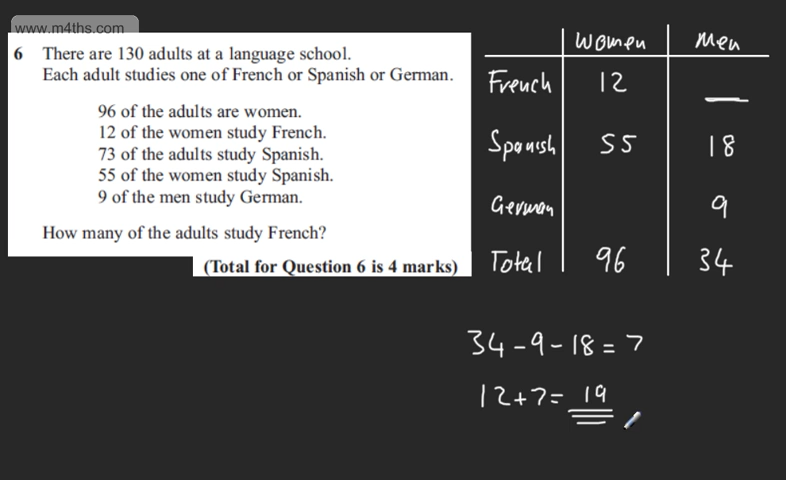 www.m4ths.com
6 There are 130 adults at a language school.
Each adult studies one of French or Spanish or German.
96 of the adults are women.
12 of the women study French.
73 of the adults study Spanish.
55 of the women study Spanish.
9 of the men study German.
How many of the adults study French?
(Total for Question 6 is 4 marks)
Women Men
French 12
Spanish 55 18
German 9
Total 96 34
34 - 9 - 18 = 7
12 + 7 = 19